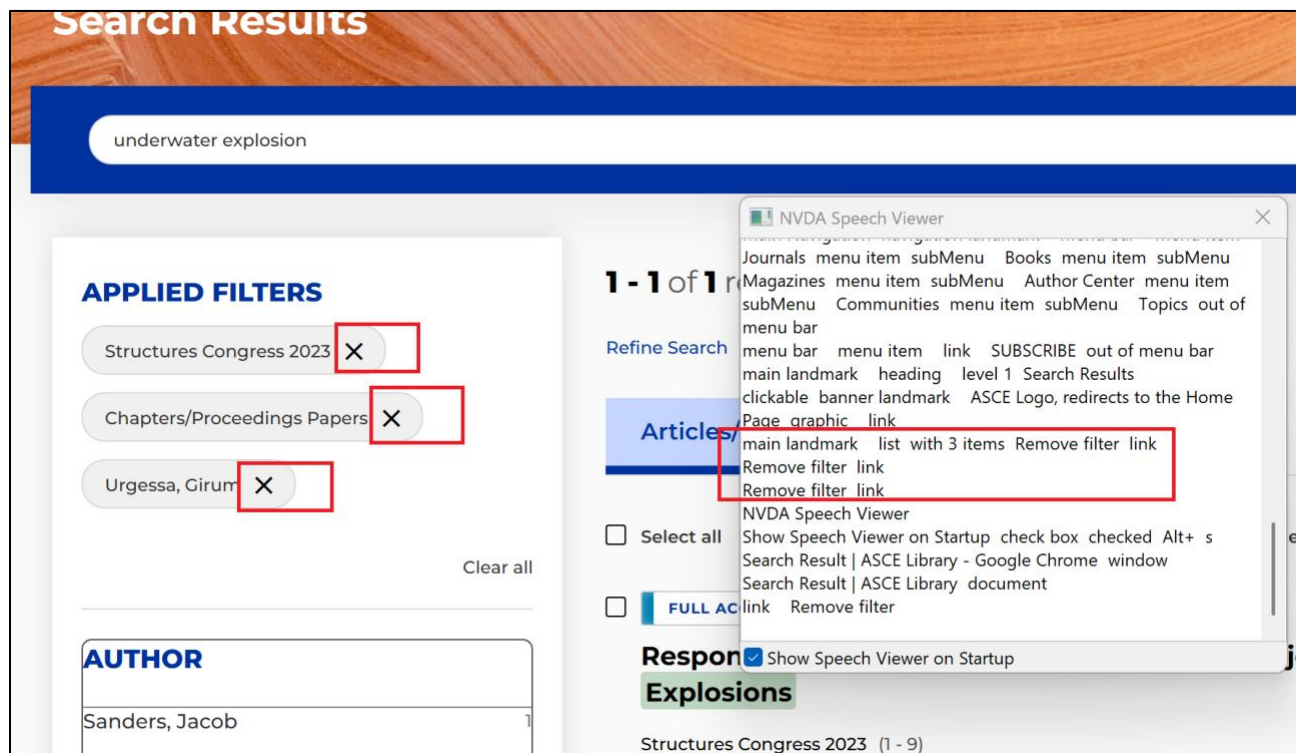 Search Results
underwater explosion
APPLIED FILTERS
Structures Congress 2023
Chapters/Proceedings Papers
Urgessa, Girum
Clear all
AUTHOR
Sanders, Jacob 1
1 - 1 of 1
Refine Search
Articles/
Select all
FULL
Respon
Explosions
Structures Congress 2023 (1 - 9)
NVDA Speech Viewer
Journals menu item subMenu Books menu item subMenu
Magazines menu item subMenu Author Center menu item
subMenu Communities menu item subMenu Topics out of
menu bar
menu bar menu item link SUBSCRIBE out of menu bar
main landmark heading level 1 Search Results
clickable banner landmark ASCE Logo, redirects to the Home
Page graphic link
main landmark list with 3 items Remove filter link
Remove filter link
Remove filter link
NVDA Speech Viewer
Show Speech Viewer on Startup check box checked Alt+ s
Search Result | ASCE Library - Google Chrome window
Search Result | ASCE Library document
link Remove filter
Show Speech Viewer on Startup